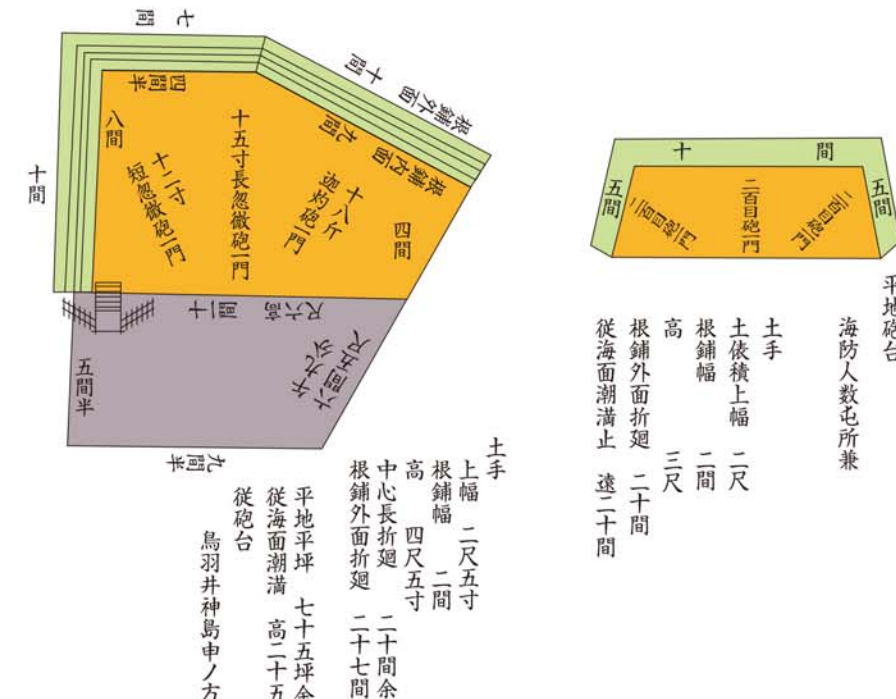 平地砲台
海防人数屯所兼
土手
土俵積上幅 二尺
根鋪幅 二間
高 三尺
根鋪外面折廻 二十間
従海面潮満止 遠二十間
十間
五間
五間
二百目砲一門
二百目砲一門
二百目砲一門
七間
根鋪外面
十間
根鋪内面
九間
四間半
八間
十間
四間
十八斤
迦炳砲一門
十五寸長忽微砲一門
十二寸
短忽微砲一門
高六尺
十一間
五間半
九間半
土手
上幅 二尺五寸
根鋪幅 二間
高 四尺五寸
中心長折廻 二十間余
根鋪外面折廻 二十七間
平地平坪 七十五坪余
従海面潮満 高二十五
従砲台
鳥羽井神島申ノ方